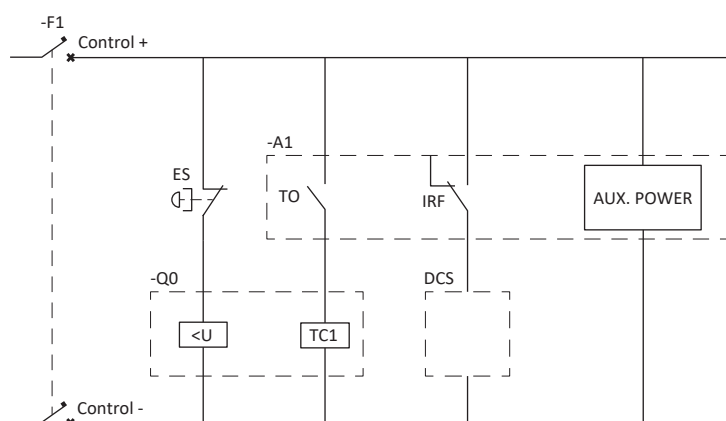 -F1
Control +
-A1
ES
TO
IRF
AUX. POWER
-Q0
DCS
<U
TC1
Control -